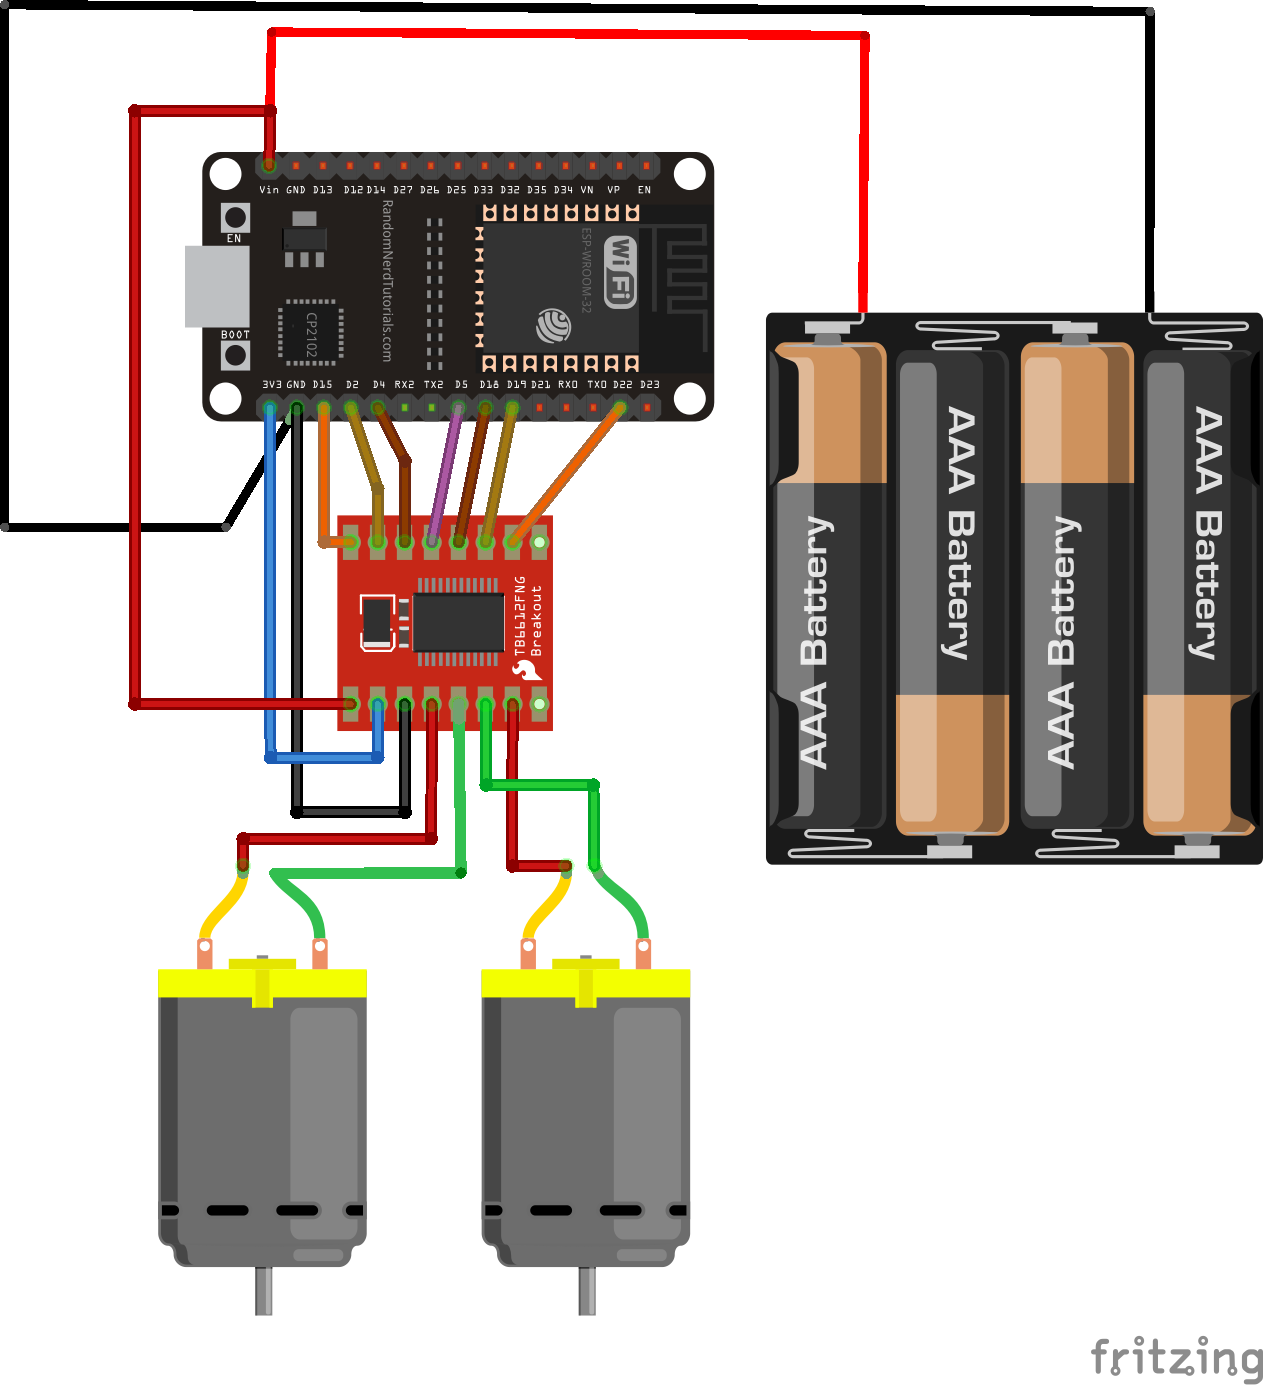 Vin GND D13 D12 D14 D27 D26 D25 D33 D32 D35 D34 VN VP EN
EN
RandomNerdTutorials.com
ESP-WROOM-32
WiFi
CP2102
BOOT
3V3 GND D15 D2 D4 RX2 TX2 D5 D18 D19 D21 RX0 TX0 D22 D23
TB6612FNG
Breakout
AAA Battery
AAA Battery
AAA Battery
AAA Battery
fritzing